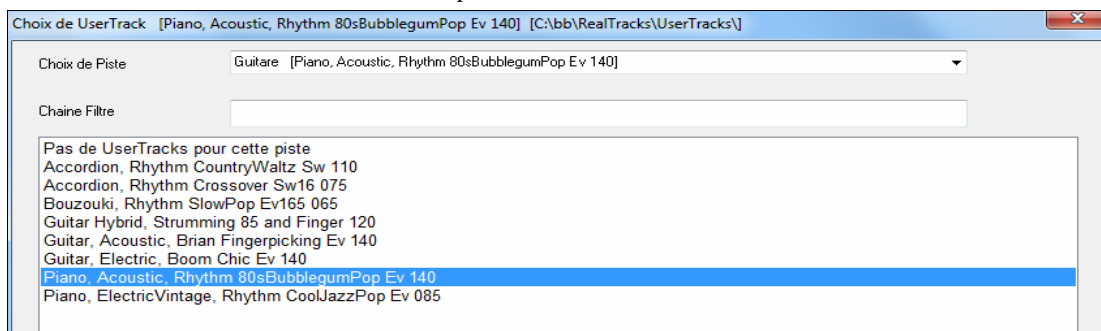 Choix de UserTrack [Piano, Acoustic, Rhythm 80sBubblegumPop Ev 140] [C:\bb\RealTracks\UserTracks\]
Choix de Piste
Guitare [Piano, Acoustic, Rhythm 80sBubblegumPop Ev 140]
Chaine Filtre
Pas de UserTracks pour cette piste
Accordion, Rhythm CountryWaltz Sw 110
Accordion, Rhythm Crossover Sw16 075
Bouzouki, Rhythm SlowPop Ev165 065
Guitar Hybrid, Strumming 85 and Finger 120
Guitar, Acoustic, Brian Fingerpicking Ev 140
Guitar, Electric, Boom Chic Ev 140
Piano, Acoustic, Rhythm 80sBubblegumPop Ev 140
Piano, ElectricVintage, Rhythm CoolJazzPop Ev 085